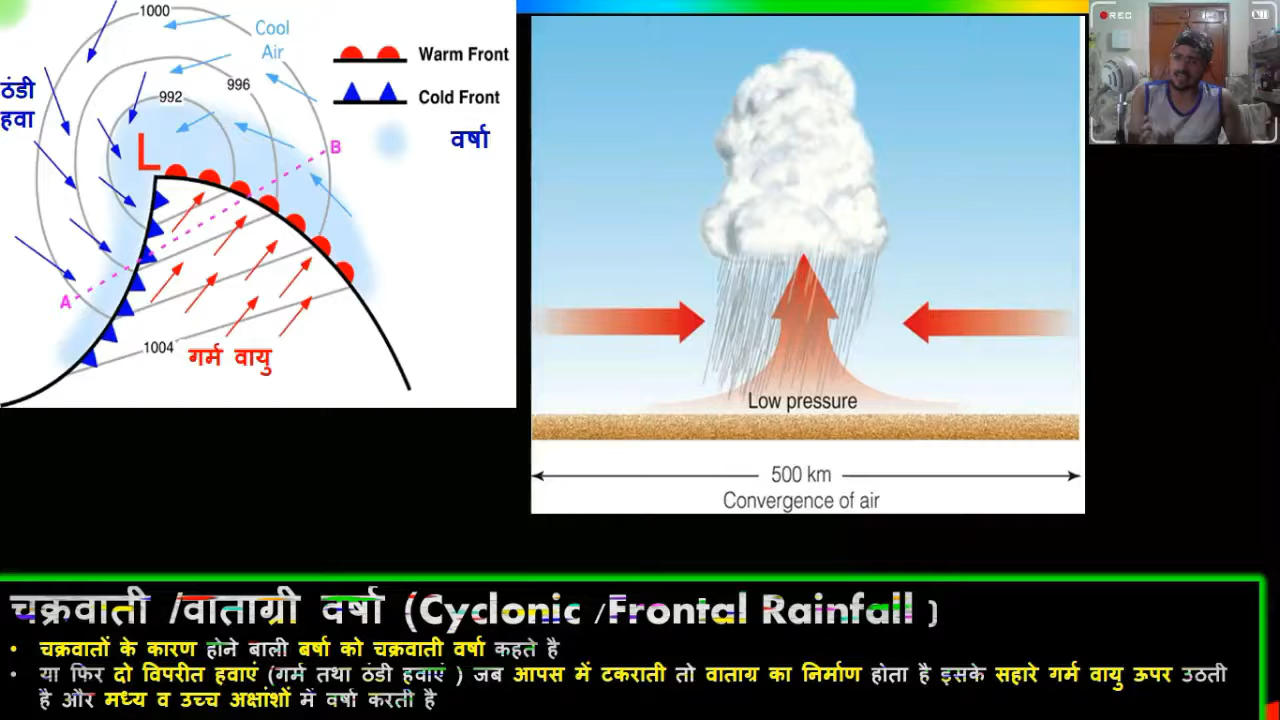 1000
Cool
Air
Warm Front
996
ठंडी
हवा
992
Cold Front
वर्षा
L
B
A
1004
गर्म वायु
Low pressure
500 km
Convergence of air
REC
चक्रवाती /वाताग्री वर्षा (Cyclonic /Frontal Rainfall )
• चक्रवातों के कारण होने बाली बर्षा को चक्रवाती वर्षा कहते है
• या फिर दो विपरीत हवाएं (गर्म तथा ठंडी हवाएं ) जब आपस में टकराती तो वाताग्र का निर्माण होता है इसके सहारे गर्म वायु ऊपर उठती
है और मध्य व उच्च अक्षांशों में वर्षा करती है